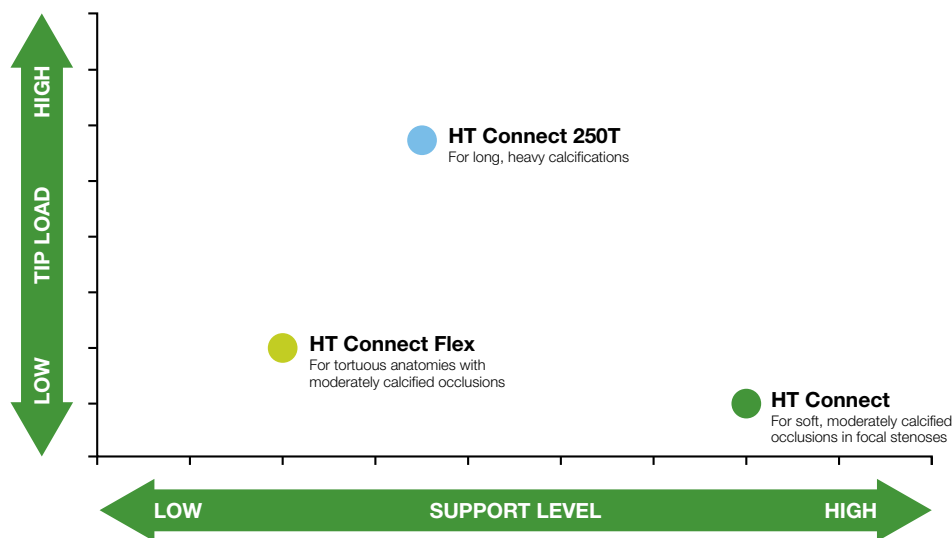 HIGH
TIP LOAD
LOW
HT Connect 250T
For long, heavy calcifications
HT Connect Flex
For tortuous anatomies with
moderately calcified occlusions
HT Connect
For soft, moderately calcified
occlusions in focal stenoses
LOW
SUPPORT LEVEL
HIGH